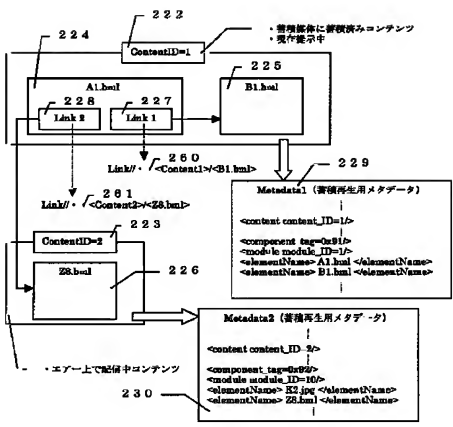 222
・蓄積媒体に蓄積済みコンテンツ
・現在提示中
224
ContentID=1
225
A1.bml
B1.bml
228
227
Link 2
Link 1
260
Link//・・/<Content1>/<B1.bml>
261
Link//・・/<Content2>/<Z8.bml>
229
Metadata1 (蓄積再生用メタデータ)
<content content_ID=1/>
<component tag=0x91/>
<module module_ID=1/>
<elementName> A1.bml </elementName>
<elementName> B1.bml </elementName>
223
ContentID=2
Z8.bml
226
Metadata2 (蓄積再生用メタデータ)
<content content_ID=2/>
<component_tag=0x92/>
<module module_ID=10/>
<elementName> K2.jpg </elementName>
<elementName> Z8.bml </elementName>
・エアー上で配信中コンテンツ
230